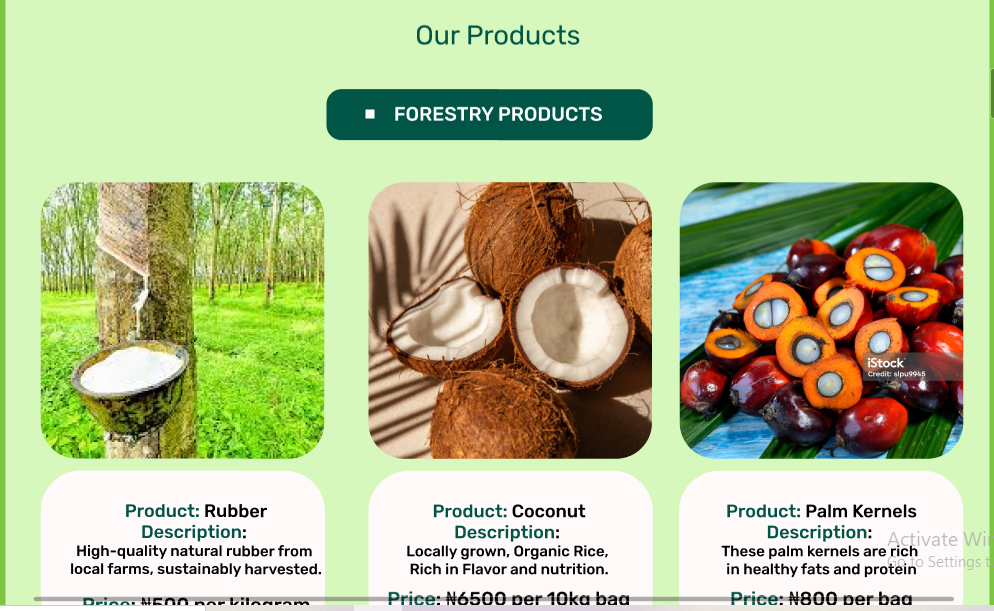 Our Products
FORESTRY PRODUCTS
iStock
Credit: slpu9945
Product: Rubber
Description:
High-quality natural rubber from
local farms, sustainably harvested.
Price: ₦500 per kilogram
Product: Coconut
Description:
Locally grown, Organic Rice,
Rich in Flavor and nutrition.
Price: ₦6500 per 10kg bag
Product: Palm Kernels
Description:
These palm kernels are rich
in healthy fats and protein
Price: ₦800 per bag
Activate Win
Go to Settings t